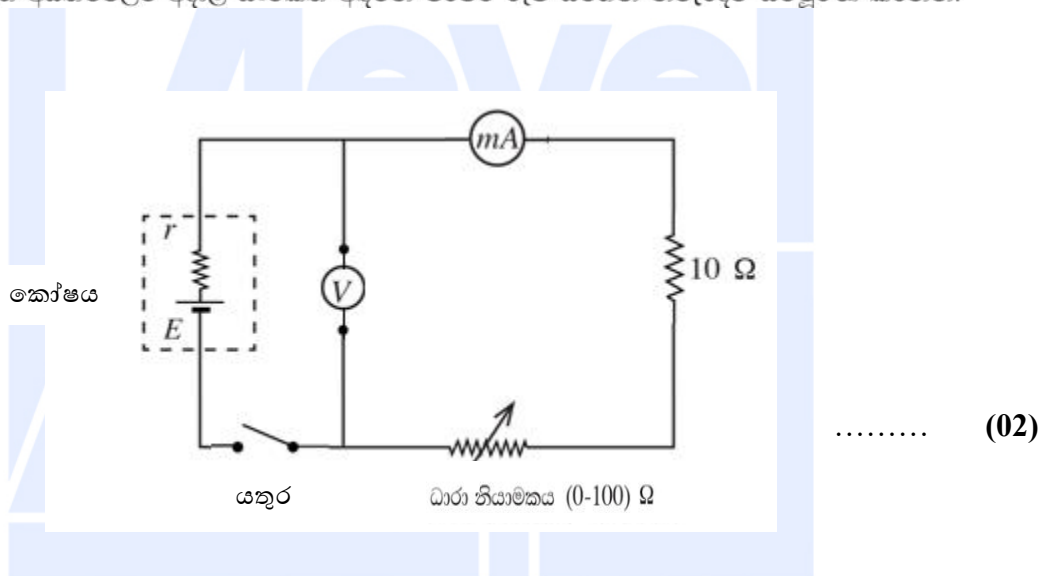 mA
r
10 Ω
කෝෂය
V
E
......... (02)
යතුර
ධාරා නියාමකය (0-100) Ω